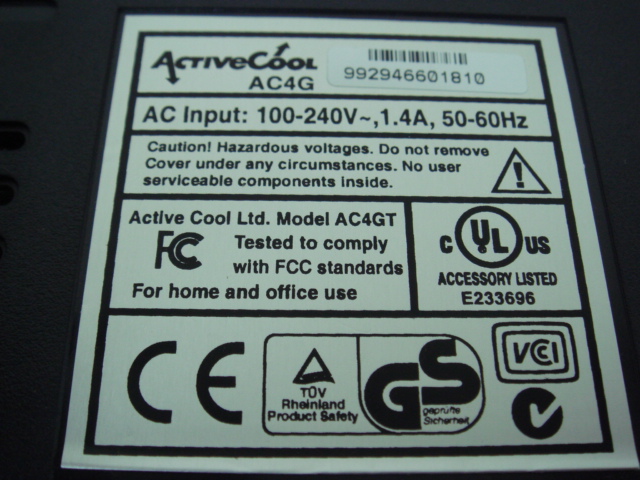 ActiveCool
AC4G
992946601810
AC Input: 100-240V~,1.4A, 50-60Hz
Caution! Hazardous voltages. Do not remove
Cover under any circumstances. No user
serviceable components inside.
Active Cool Ltd. Model AC4GT
FC Tested to comply
with FCC standards
For home and office use
C UL US
ACCESSORY LISTED
E233696
CE
TÜV
Rheinland
Product Safety
GS
geprüfte
Sicherheit
VCI